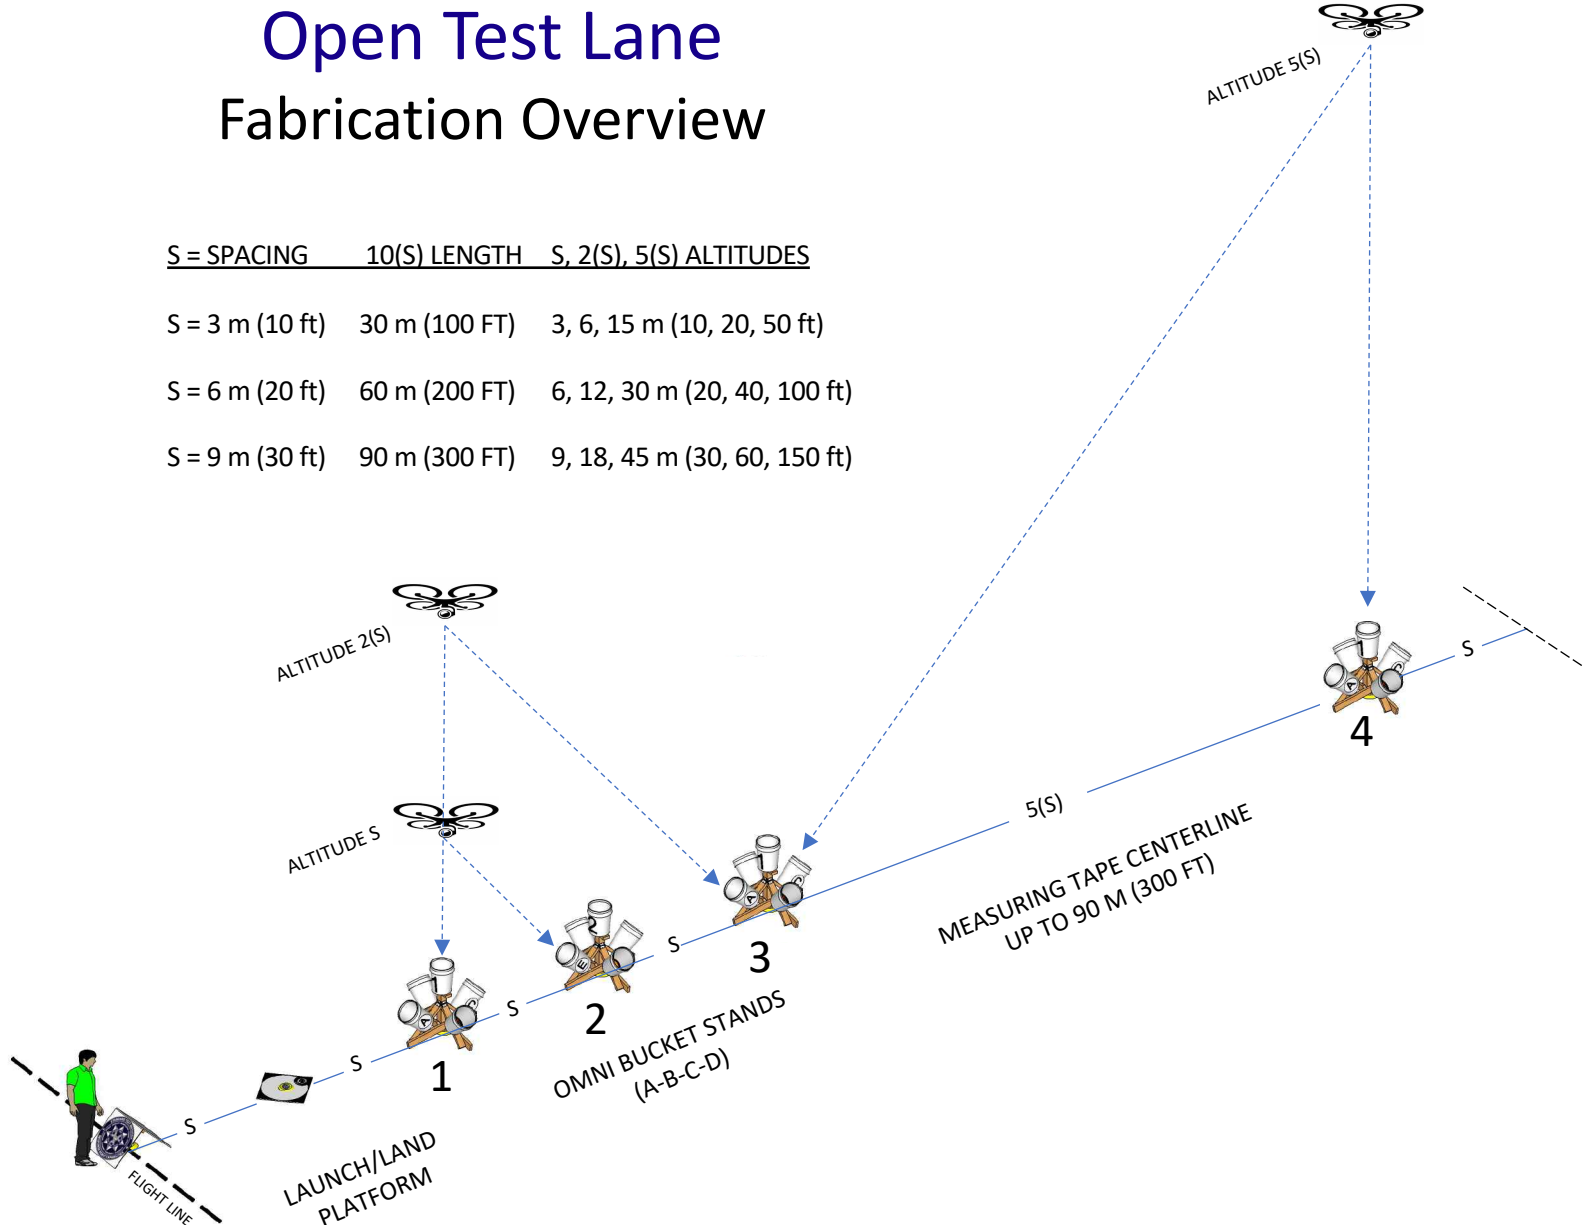 Open Test Lane
Fabrication Overview
ALTITUDE 5(S)
S = SPACING 10(S) LENGTH S, 2(S), 5(S) ALTITUDES
S = 3 m (10 ft) 30 m (100 FT) 3, 6, 15 m (10, 20, 50 ft)
S = 6 m (20 ft) 60 m (200 FT) 6, 12, 30 m (20, 40, 100 ft)
S = 9 m (30 ft) 90 m (300 FT) 9, 18, 45 m (30, 60, 150 ft)
ALTITUDE 2(S)
ALTITUDE S
S
4
5(S)
MEASURING TAPE CENTERLINE
UP TO 90 M (300 FT)
A
C
A
C
3
S
E
2
S
OMNI BUCKET STANDS
(A-B-C-D)
A
C
1
S
S
LAUNCH/LAND
PLATFORM
FLIGHT LINE